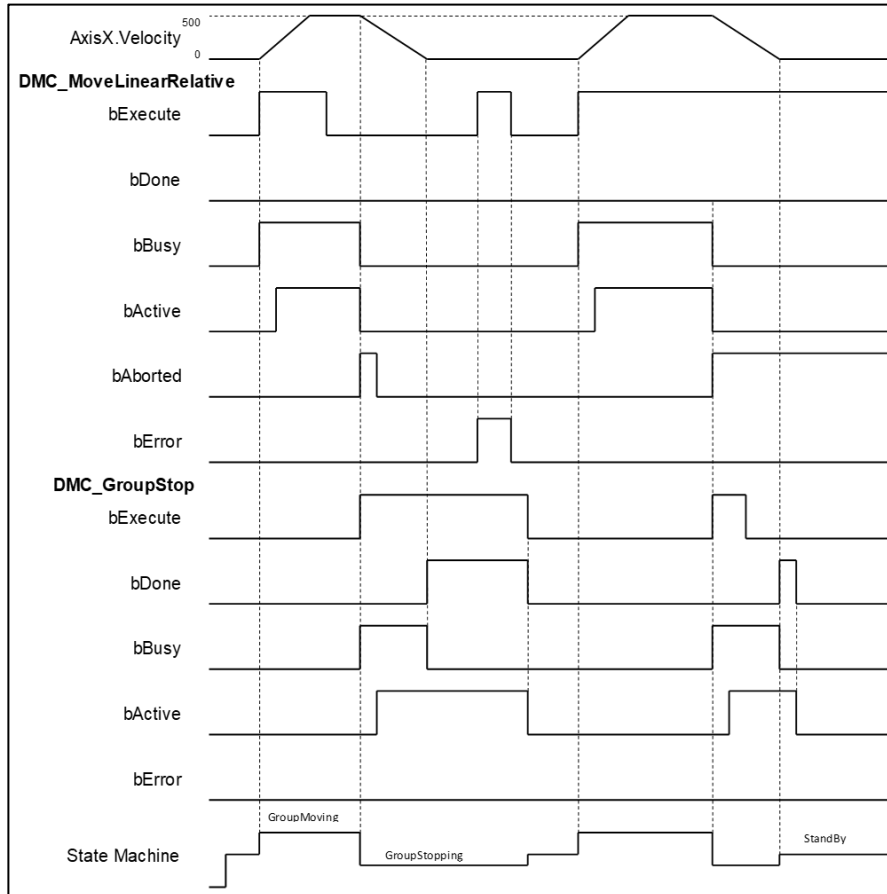 500
AxisX.Velocity
0
DMC_MoveLinearRelative
bExecute
bDone
bBusy
bActive
bAborted
bError
DMC_GroupStop
bExecute
bDone
bBusy
bActive
bError
GroupMoving
StandBy
State Machine
GroupStopping